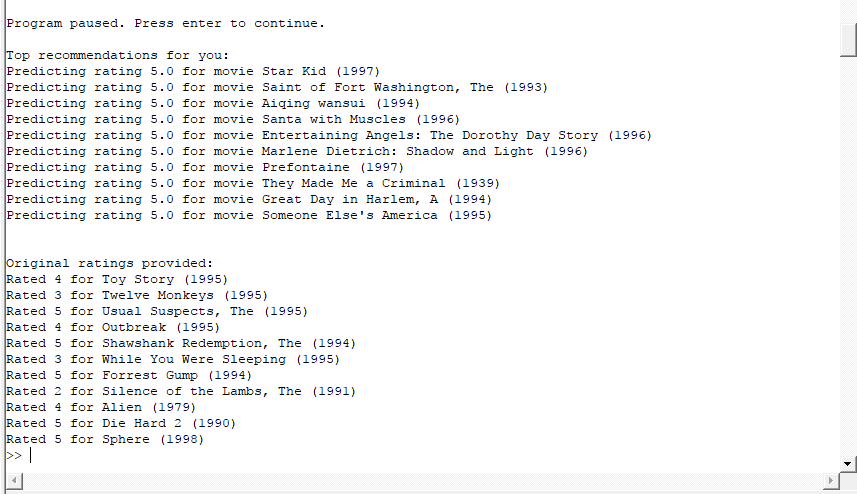 Program paused. Press enter to continue.
Top recommendations for you:
Predicting rating 5.0 for movie Star Kid (1997)
Predicting rating 5.0 for movie Saint of Fort Washington, The (1993)
Predicting rating 5.0 for movie Aiqing wansui (1994)
Predicting rating 5.0 for movie Santa with Muscles (1996)
Predicting rating 5.0 for movie Entertaining Angels: The Dorothy Day Story (1996)
Predicting rating 5.0 for movie Marlene Dietrich: Shadow and Light (1996)
Predicting rating 5.0 for movie Prefontaine (1997)
Predicting rating 5.0 for movie They Made Me a Criminal (1939)
Predicting rating 5.0 for movie Great Day in Harlem, A (1994)
Predicting rating 5.0 for movie Someone Else's America (1995)
Original ratings provided:
Rated 4 for Toy Story (1995)
Rated 3 for Twelve Monkeys (1995)
Rated 5 for Usual Suspects, The (1995)
Rated 4 for Outbreak (1995)
Rated 5 for Shawshank Redemption, The (1994)
Rated 3 for While You Were Sleeping (1995)
Rated 5 for Forrest Gump (1994)
Rated 2 for Silence of the Lambs, The (1991)
Rated 4 for Alien (1979)
Rated 5 for Die Hard 2 (1990)
Rated 5 for Sphere (1998)
>>